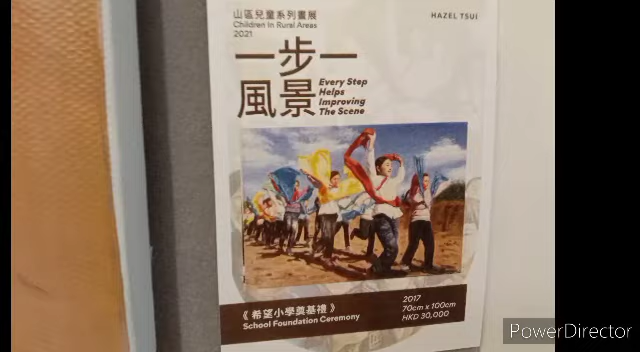 山區兒童系列畫展
Children In Rural Areas
2021
HAZEL TSUI
一步一
風景
Every Step
Helps
Improving
The Scene
《 希望小學奠基禮 》
School Foundation Ceremony
2017
70cm x 100cm
HKD 30,000
PowerDirector